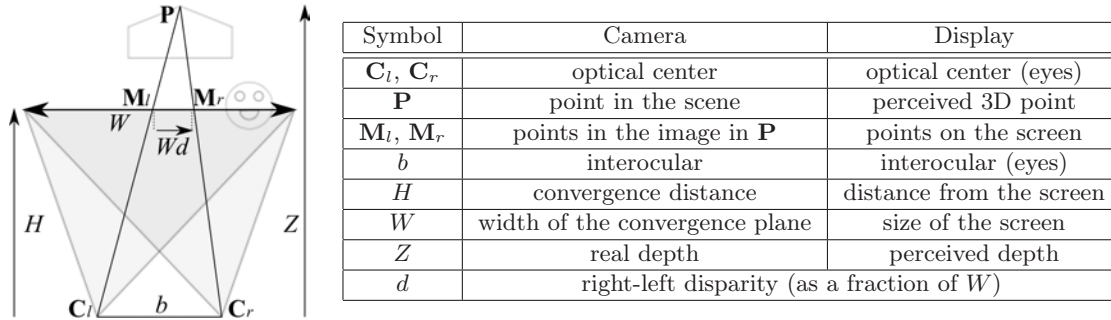 P
Z
M_l M_r
W
Wd
H
C_l b C_r
Symbol Camera Display
C_l, C_r optical center optical center (eyes)
P point in the scene perceived 3D point
M_l, M_r points in the image in P points on the screen
b interocular interocular (eyes)
H convergence distance distance from the screen
W width of the convergence plane size of the screen
Z real depth perceived depth
d right-left disparity (as a fraction of W)